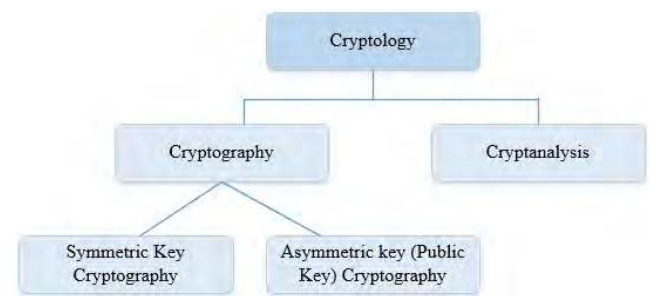 Cryptology
Cryptography
Cryptanalysis
Symmetric Key
Cryptography
Asymmetric key (Public
Key) Cryptography